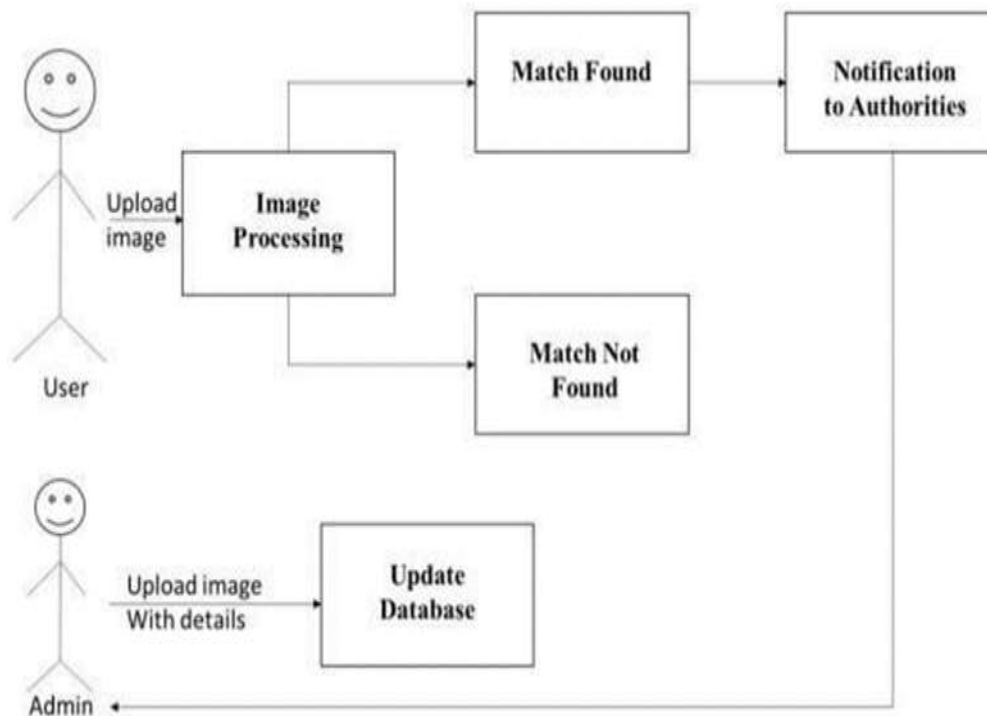 Match Found
Notification
to Authorities
Upload
image
Image
Processing
Match Not
Found
User
Upload image
With details
Update
Database
Admin